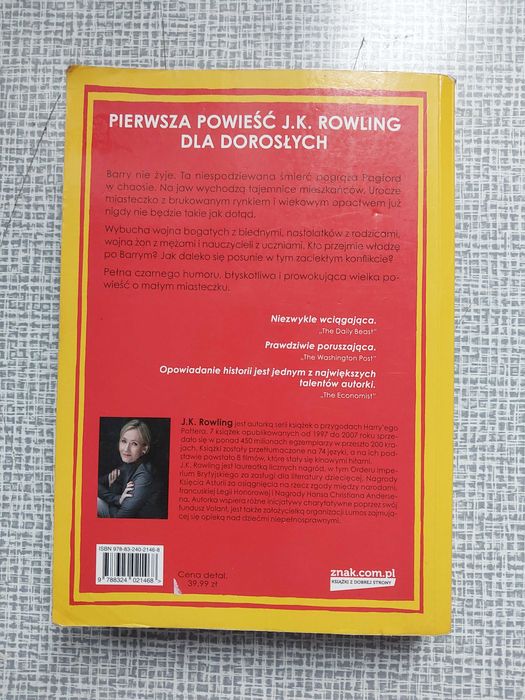 PIERWSZA POWIEŚĆ J.K. ROWLING
DLA DOROSŁYCH
Barry nie żyje. Ta niespodziewana śmierć pogrąża Pagford
w chaosie. Na jaw wychodzą tajemnice mieszkańców. Urocze
miasteczko z brukowanym rynkiem i wiekowym opactwem już
nigdy nie będzie takie jak dotąd.
Wybucha wojna bogatych z biednymi, nastolatków z rodzicami,
wojna żon z mężami i nauczycieli z uczniami. Kto przejmie władzę
po Barrym? Jak daleko się posunie w tym zaciekłym konflikcie?
Pełna czarnego humoru, błyskotliwa i prowokująca wielka po-
wieść o małym miasteczku.
Niezwykle wciągająca.
„The Daily Beast”
Prawdziwie poruszająca.
„The Washington Post”
Opowiadanie historii jest jednym z największych
talentów autorki.
„The Economist”
J.K. Rowling jest autorką serii książek o przygodach Harry'ego
Pottera. 7 książek opublikowanych od 1997 do 2007 roku sprze-
dało się w ponad 450 milionach egzemplarzy w przeszło 200 kra-
jach. Książki zostały przetłumaczone na 74 języki, a na ich pod-
stawie powstało 8 filmów, które stały się kinowymi hitami.
J.K. Rowling jest laureatką licznych nagród, w tym Orderu Impe-
rium Brytyjskiego za zasługi dla literatury dziecięcej, Nagrody
Księcia Asturii za osiągnięcia na rzecz zgody między narodami,
francuskiej Legii Honorowej i Nagrody Hansa Christiana Anderse-
na. Autorka wspiera różne inicjatywy charytatywne poprzez swój
fundusz Volant, jest także założycielką organizacji Lumos zajmują-
cej się opieką nad dziećmi niepełnosprawnymi.
ISBN 978-83-240-2146-8
9 788324 021468 >
Cena detal.
39,99 zł
znak.com.pl
KSIĄŻKI Z DOBREJ STRONY